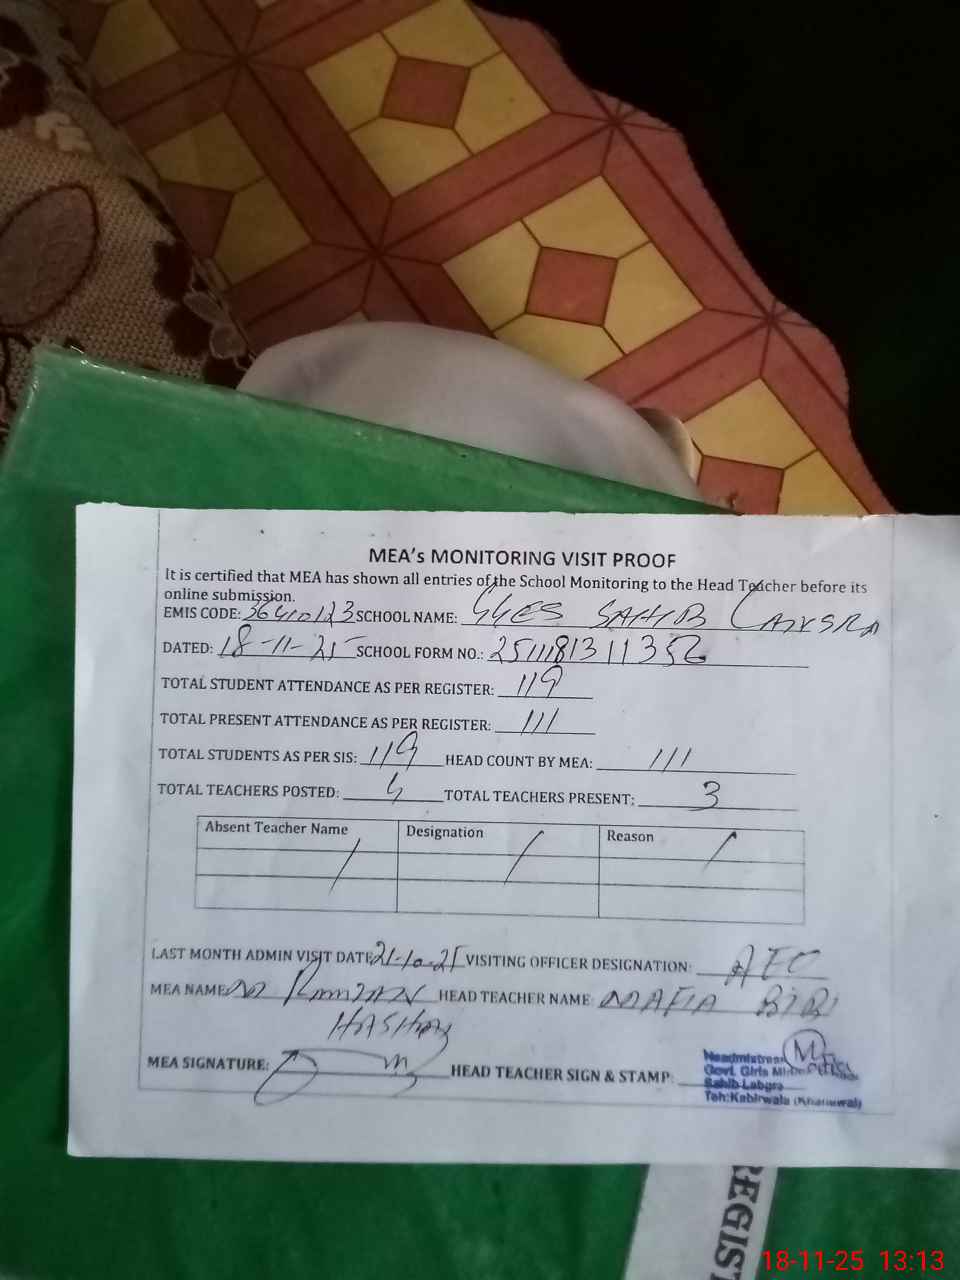 MEA's MONITORING VISIT PROOF
It is certified that MEA has shown all entries of the School Monitoring to the Head Teacher before its
online submission.
EMIS CODE: 36410123 SCHOOL NAME: GGES SAHIB
DATED: 18-11-25 SCHOOL FORM NO.:
TOTAL STUDENT ATTENDANCE AS PER REGISTER: 119
TOTAL PRESENT ATTENDANCE AS PER REGISTER: 111
TOTAL STUDENTS AS PER SIS: 119 HEAD COUNT BY MEA: 111
TOTAL TEACHERS POSTED: TOTAL TEACHERS PRESENT: 3
Absent Teacher Name Designation Reason
LAST MONTH ADMIN VISIT DATE 21-10-25 VISITING OFFICER DESIGNATION: AEO
MEA NAME M RAMZAN HEAD TEACHER NAME: BIBI
MEA SIGNATURE: HEAD TEACHER SIGN & STAMP:
Headmistress
Govt. Girls
Sahib Labgra
Teh: Kabirwala (Khanewal)
REGIST
18-11-25 13:13